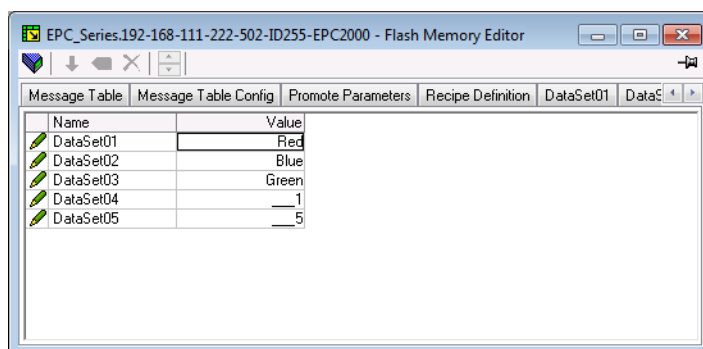 EPC_Series.192-168-111-222-502-ID255-EPC2000 - Flash Memory Editor
Message Table Message Table Config Promote Parameters Recipe Definition DataSet01 DataS
Name Value
DataSet01 Red
DataSet02 Blue
DataSet03 Green
DataSet04 ___1
DataSet05 ___5